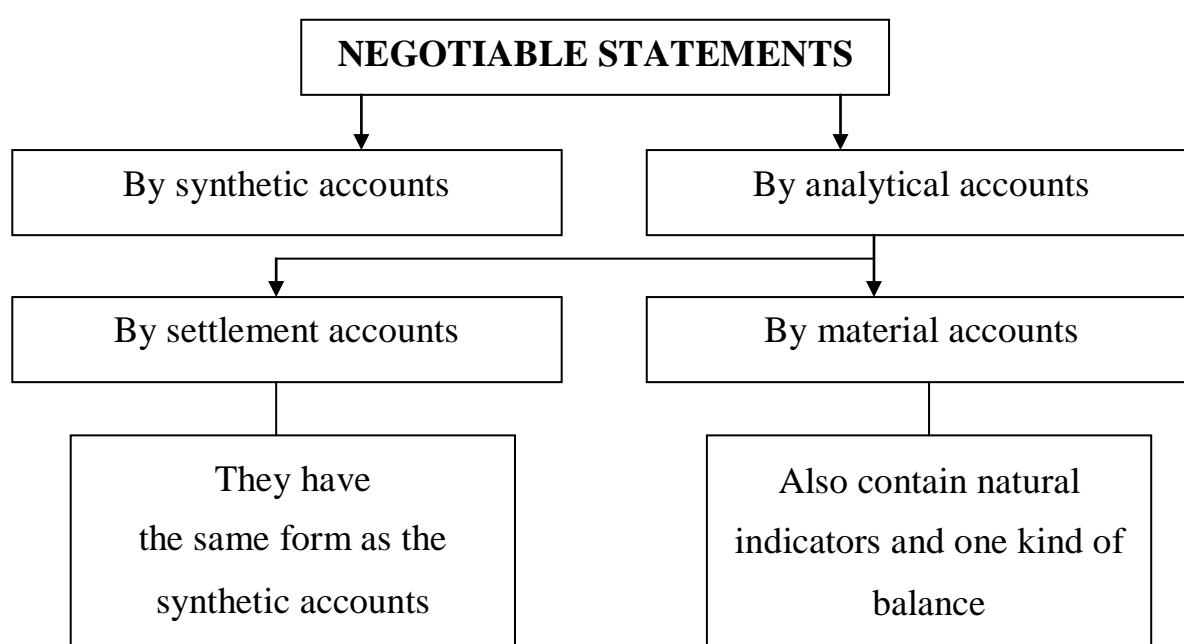 NEGOTIABLE STATEMENTS
By synthetic accounts
By analytical accounts
By settlement accounts
By material accounts
They have
the same form as the
synthetic accounts
Also contain natural
indicators and one kind of
balance